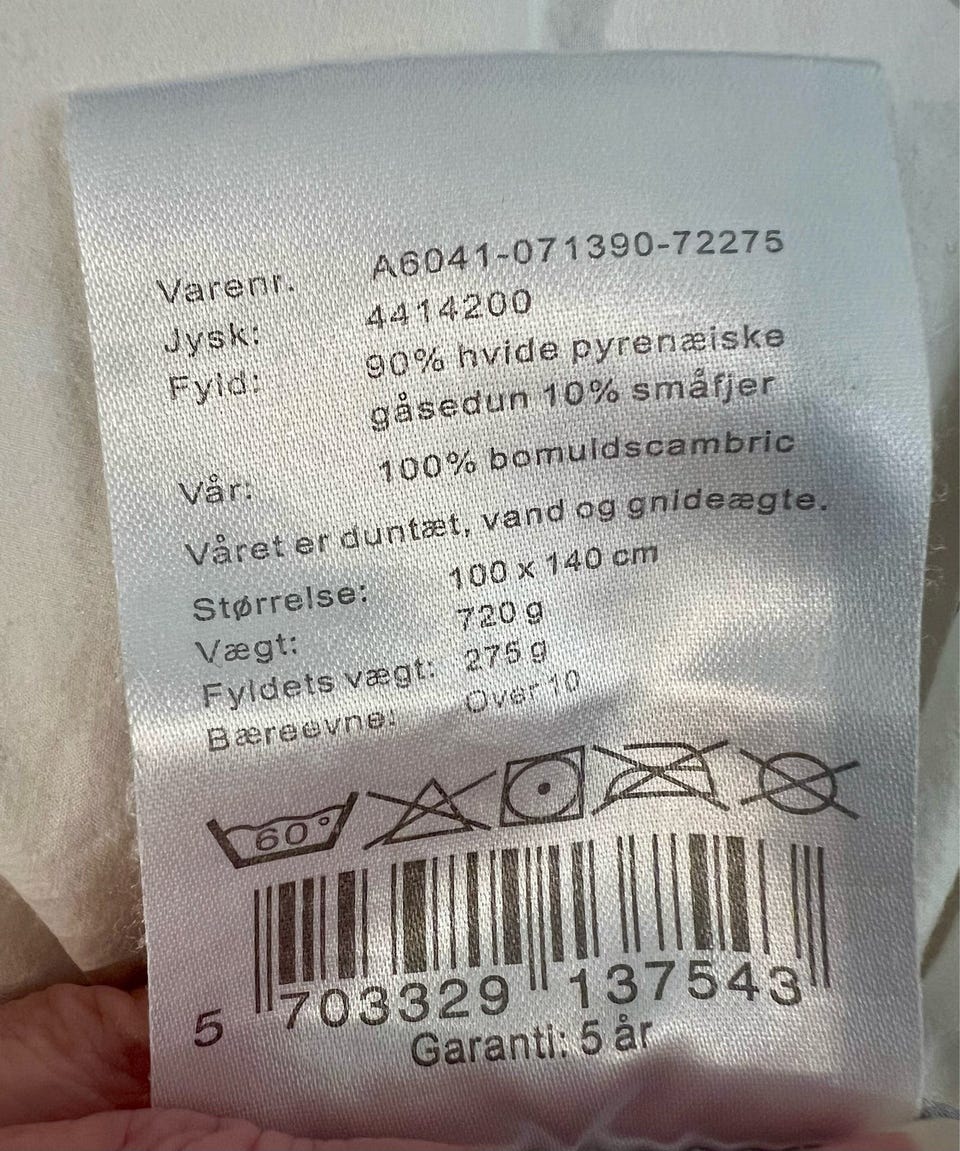 Varenr. A6041-071390-72275
Jysk: 4414200
Fyld: 90% hvide pyrenæiske
gåsedun 10% småfjer
Vår: 100% bomuldscambric
Våret er duntæt, vand og gnideægte.
Størrelse: 100 x 140 cm
Vægt: 720 g
Fyldets vægt: 275 g
Bæreevne: Over 10
60°
5 703329 137543
Garanti: 5 år